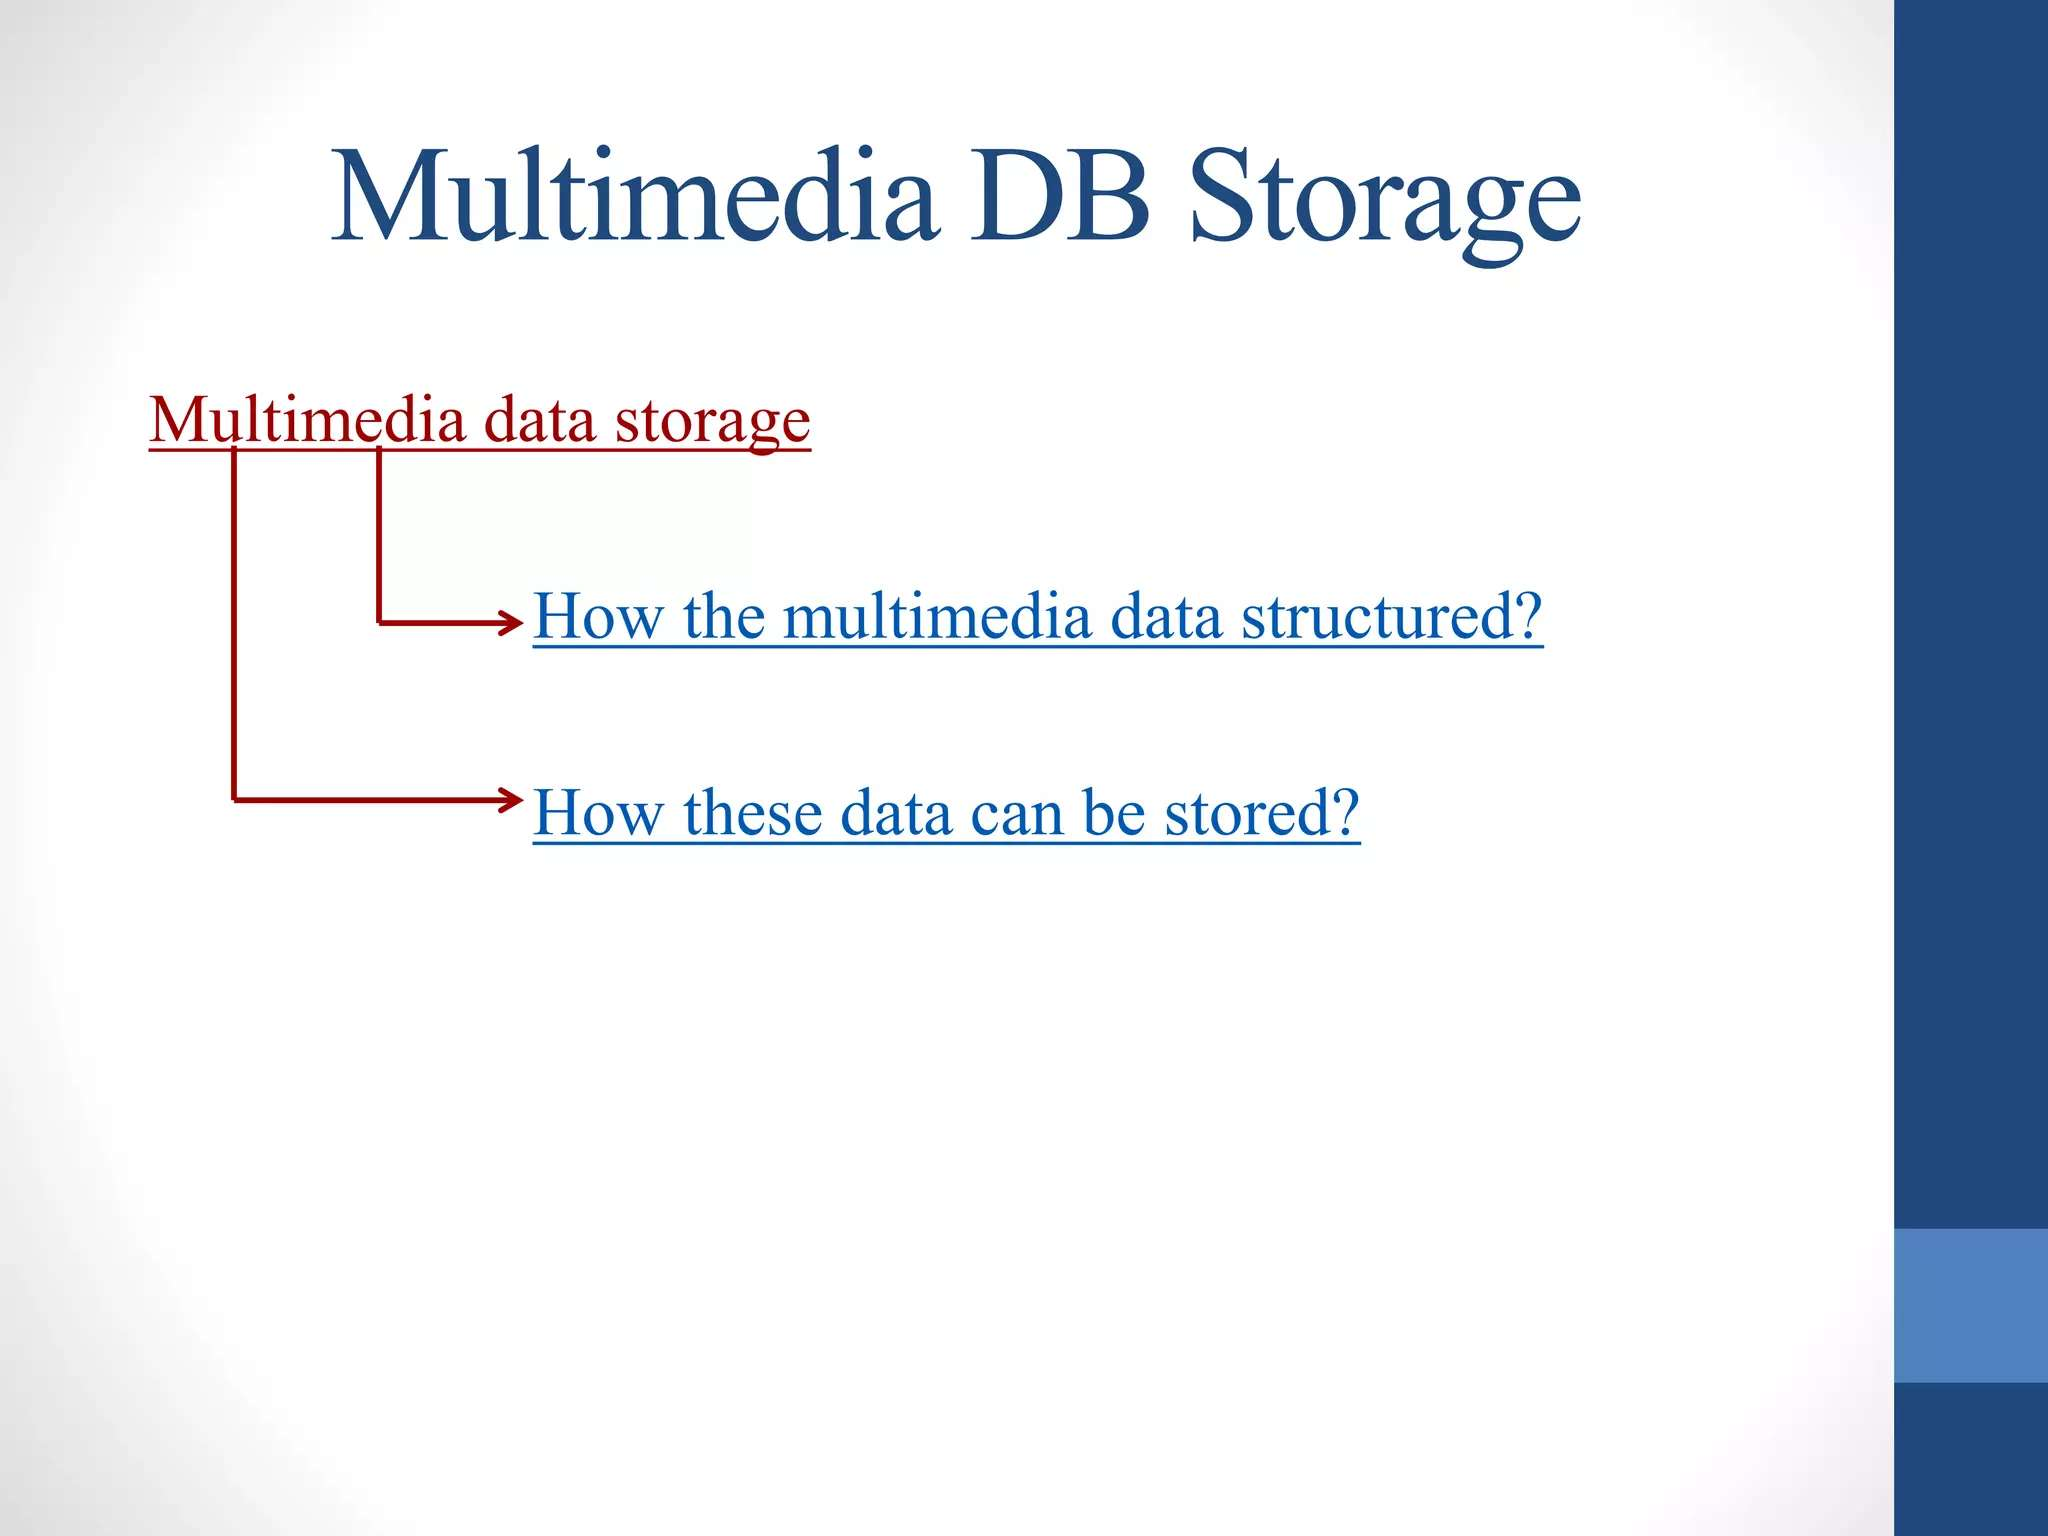 Multimedia DB Storage
Multimedia data storage
How the multimedia data structured?
How these data can be stored?